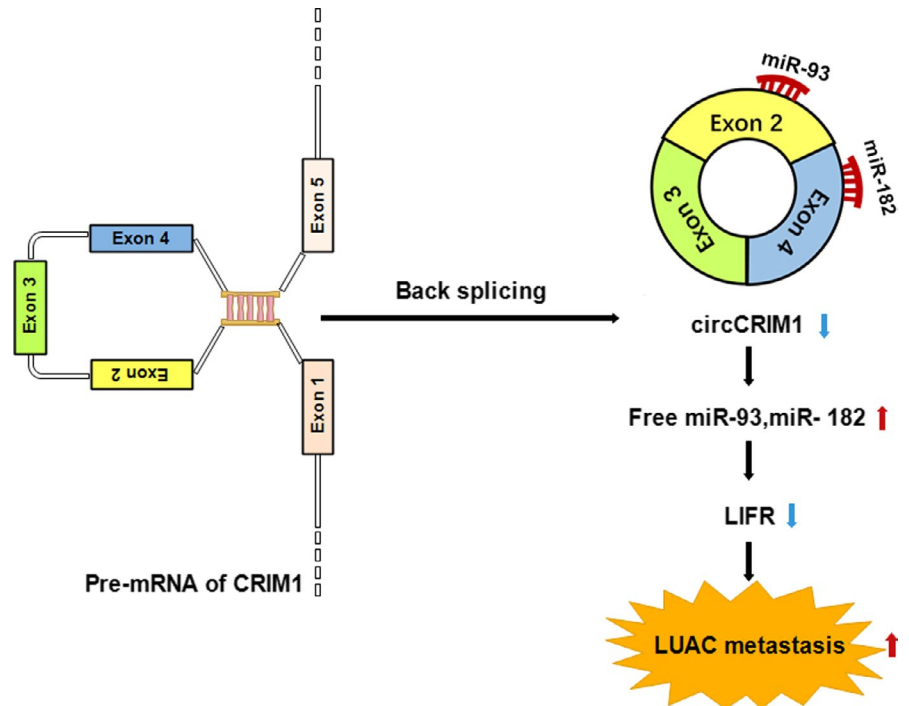 Exon 5
Exon 4
Exon 3
Exon 2
Exon 1
Pre-mRNA of CRIM1
Back splicing
miR-93
miR-182
Exon 2
Exon 3
Exon 4
circCRIM1
Free miR-93,miR- 182
LIFR
LUAC metastasis